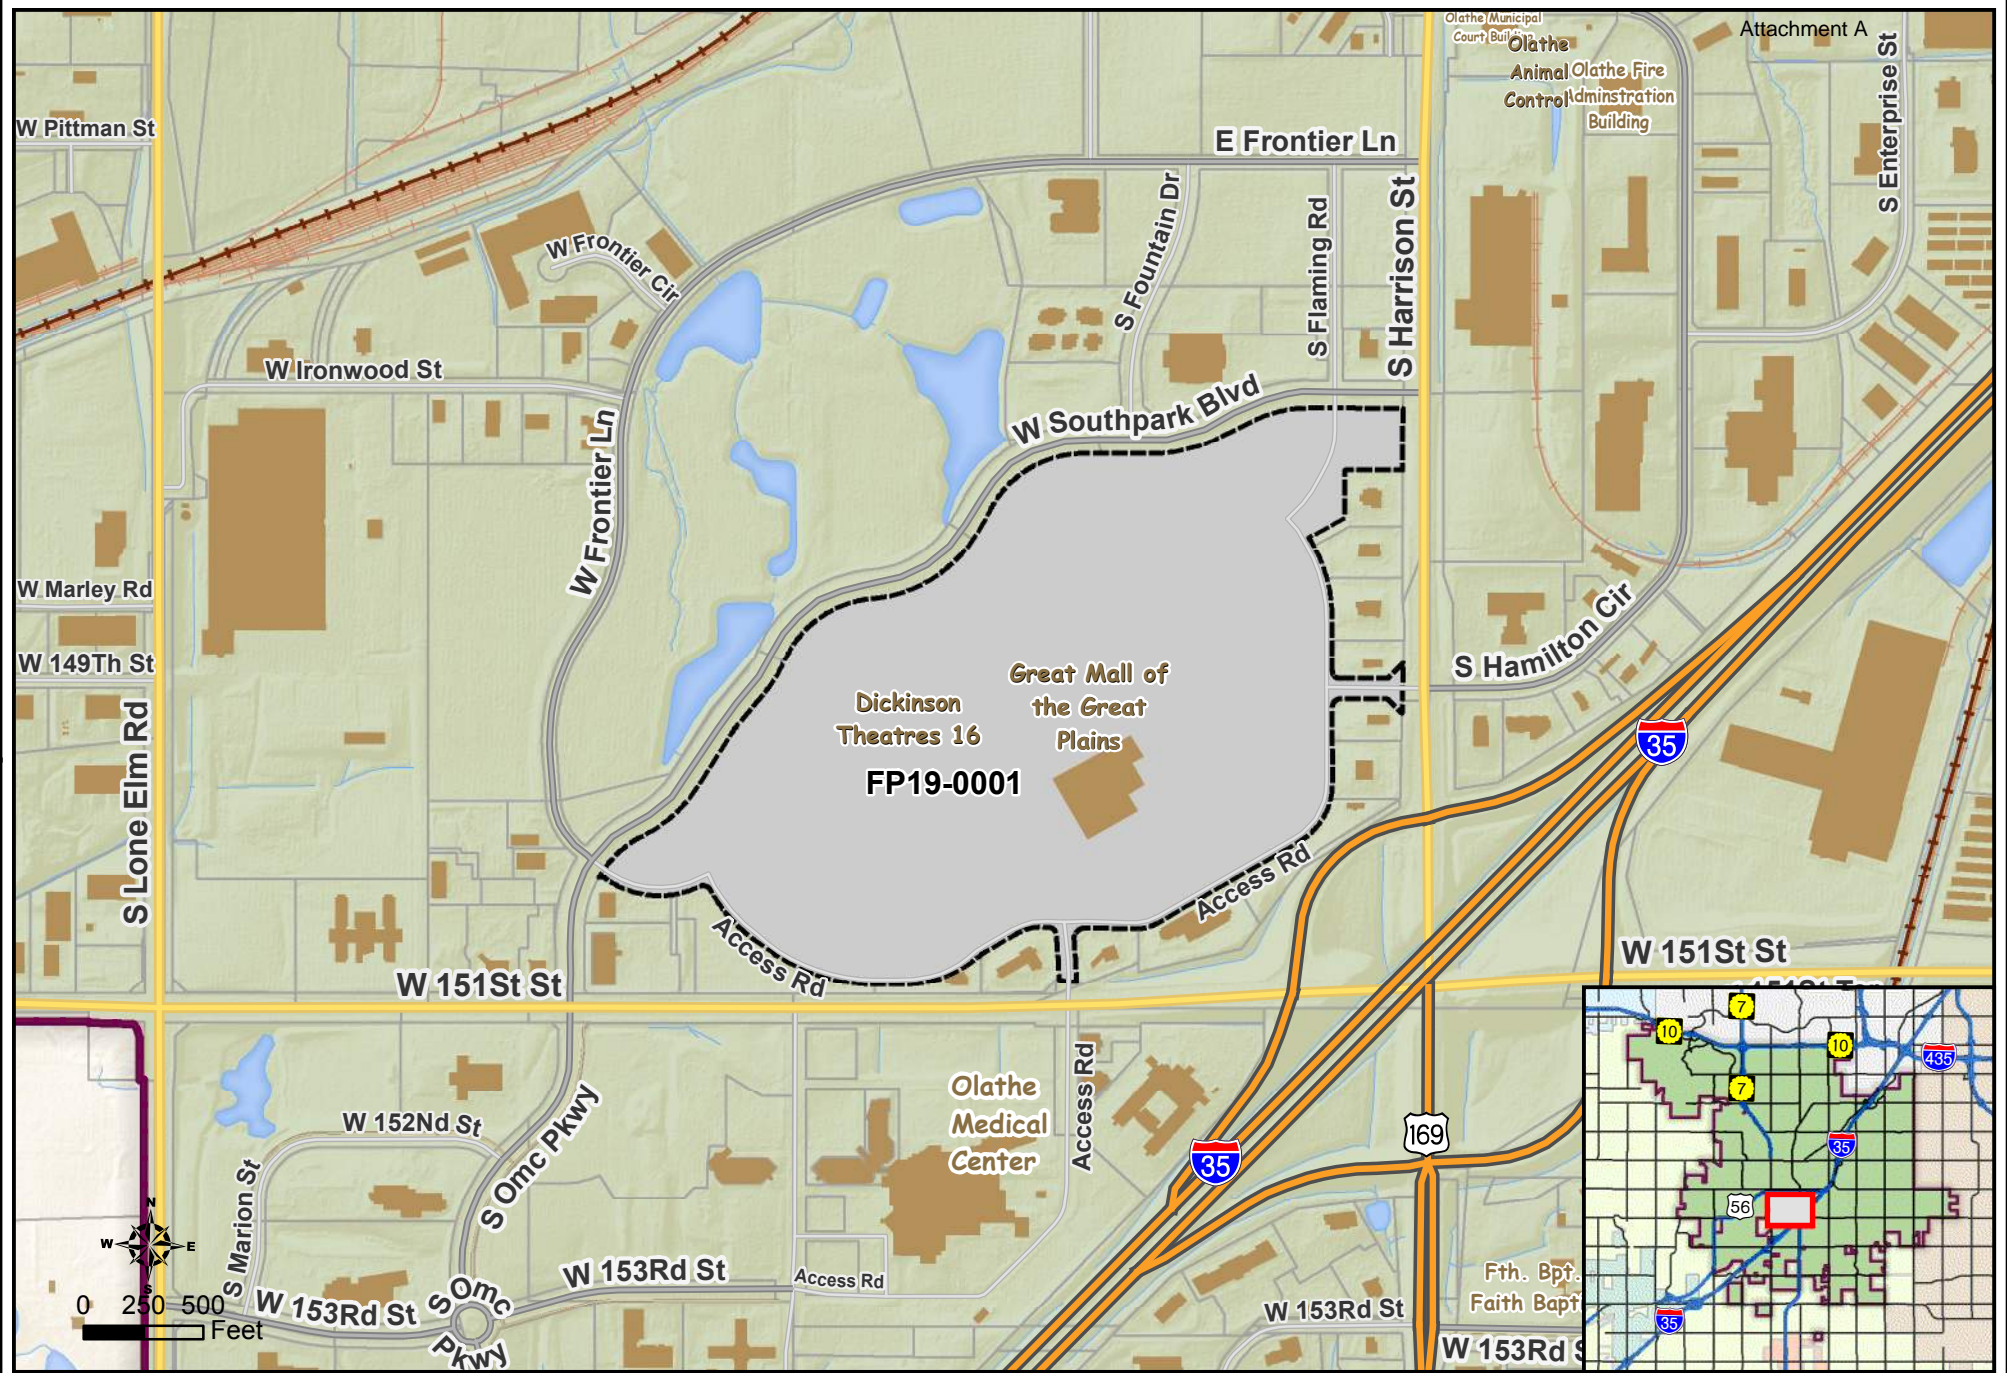 Attachment A
Olathe Municipal
Court Buil
Olathe
Animal
Control
Olathe Fire
Adminstration
Building
S Enterprise St
W Pittman St
E Frontier Ln
S Fountain Dr
S Flaming Rd
S Harrison St
W Frontier Cir
W Ironwood St
W Southpark Blvd
W Frontier Ln
W Marley Rd
W 149Th St
S Lone Elm Rd
S Hamilton Cir
Great Mall of
the Great
Plains
Dickinson
Theatres 16
FP19-0001
35
Access Rd
Access Rd
W 151St St
W 151St St
Olathe
Medical
Center
Access Rd
W 152Nd St
S Omc Pkwy
S Marion St
169
35
W 153Rd St
Access Rd
W 153Rd St
S Omc
Pkwy
W 153Rd St
W 153Rd S
Fth. Bpt.
Faith Bapt
N
W
E
S
0 250 500
Feet
7
10
10
435
7
35
56
35